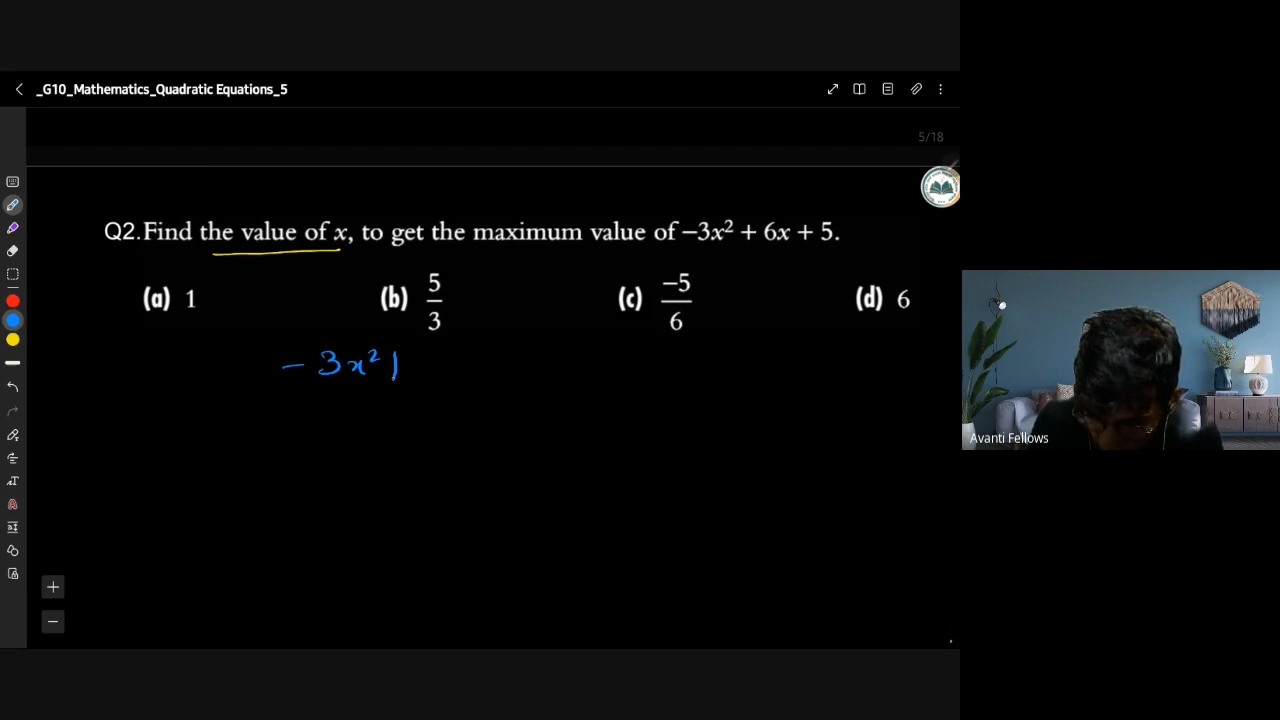 _G10_Mathematics_Quadratic Equations_5
5/18
Q2. Find the value of x, to get the maximum value of −3x² + 6x + 5.
(a) 1 (b) 5/3 (c) −5/6 (d) 6
− 3x² |
Avanti Fellows